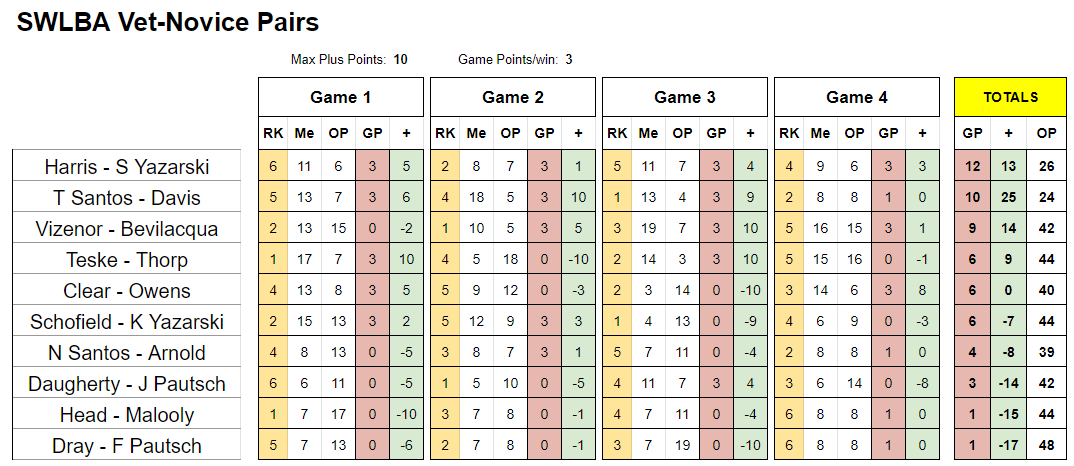 SWLBA Vet-Novice Pairs
Max Plus Points: 10 Game Points/win: 3
Game 1 Game 2 Game 3 Game 4 TOTALS
RK Me OP GP + RK Me OP GP + RK Me OP GP + RK Me OP GP + GP + OP
Harris - S Yazarski 6 11 6 3 5 2 8 7 3 1 5 11 7 3 4 4 9 6 3 3 12 13 26
T Santos - Davis 5 13 7 3 6 4 18 5 3 10 1 13 4 3 9 2 8 8 1 0 10 25 24
Vizenor - Bevilacqua 2 13 15 0 -2 1 10 5 3 5 3 19 7 3 10 5 16 15 3 1 9 14 42
Teske - Thorp 1 17 7 3 10 4 5 18 0 -10 2 14 3 3 10 5 15 16 0 -1 6 9 44
Clear - Owens 4 13 8 3 5 5 9 12 0 -3 2 3 14 0 -10 3 14 6 3 8 6 0 40
Schofield - K Yazarski 2 15 13 3 2 5 12 9 3 3 1 4 13 0 -9 4 6 9 0 -3 6 -7 44
N Santos - Arnold 4 8 13 0 -5 3 8 7 3 1 5 7 11 0 -4 2 8 8 1 0 4 -8 39
Daugherty - J Pautsch 6 6 11 0 -5 1 5 10 0 -5 4 11 7 3 4 3 6 14 0 -8 3 -14 42
Head - Malooly 1 7 17 0 -10 3 7 8 0 -1 4 7 11 0 -4 6 8 8 1 0 1 -15 44
Dray - F Pautsch 5 7 13 0 -6 2 7 8 0 -1 3 7 19 0 -10 6 8 8 1 0 1 -17 48